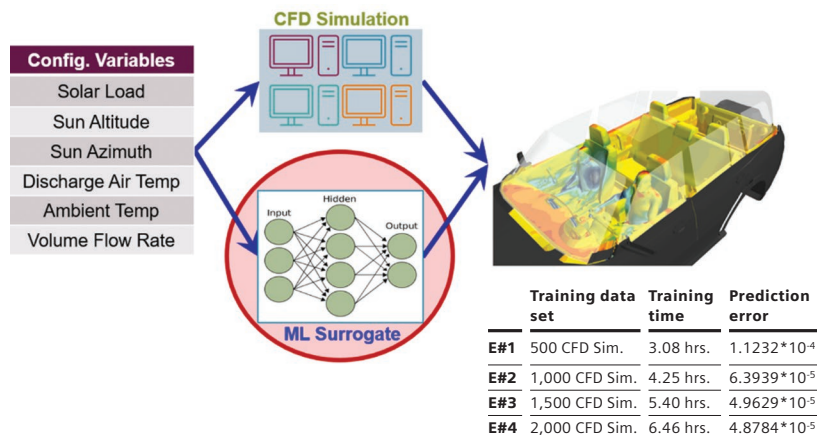 CFD Simulation
Config. Variables
Solar Load
Sun Altitude
Sun Azimuth
Discharge Air Temp
Ambient Temp
Volume Flow Rate
Hidden
Input
Output
ML Surrogate
Training data Training Prediction
set time error
E#1 500 CFD Sim. 3.08 hrs. 1.1232*10-4
E#2 1,000 CFD Sim. 4.25 hrs. 6.3939*10-5
E#3 1,500 CFD Sim. 5.40 hrs. 4.9629*10-5
E#4 2,000 CFD Sim. 6.46 hrs. 4.8784*10-5